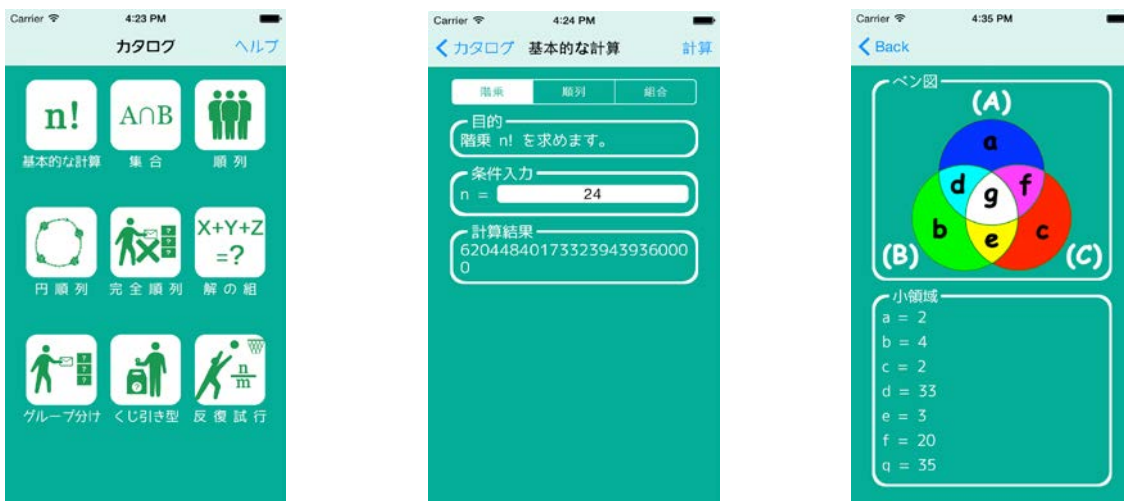 Carrier 4:23 PM
カタログ ヘルプ
n! A∩B
基本的な計算 集合 順列
X+Y+Z
=?
円順列 完全順列 解の組
? ? ?
n
m
グループ分け くじ引き型 反復試行
Carrier 4:24 PM
カタログ 基本的な計算 計算
階乗 順列 組合
目的
階乗 n! を求めます。
条件入力
n = 24
計算結果
62044840173323943936000
0
Carrier 4:35 PM
Back
ベン図
(A)
a
d g f
b e c
(B) (C)
小領域
a = 2
b = 4
c = 2
d = 33
e = 3
f = 20
g = 35